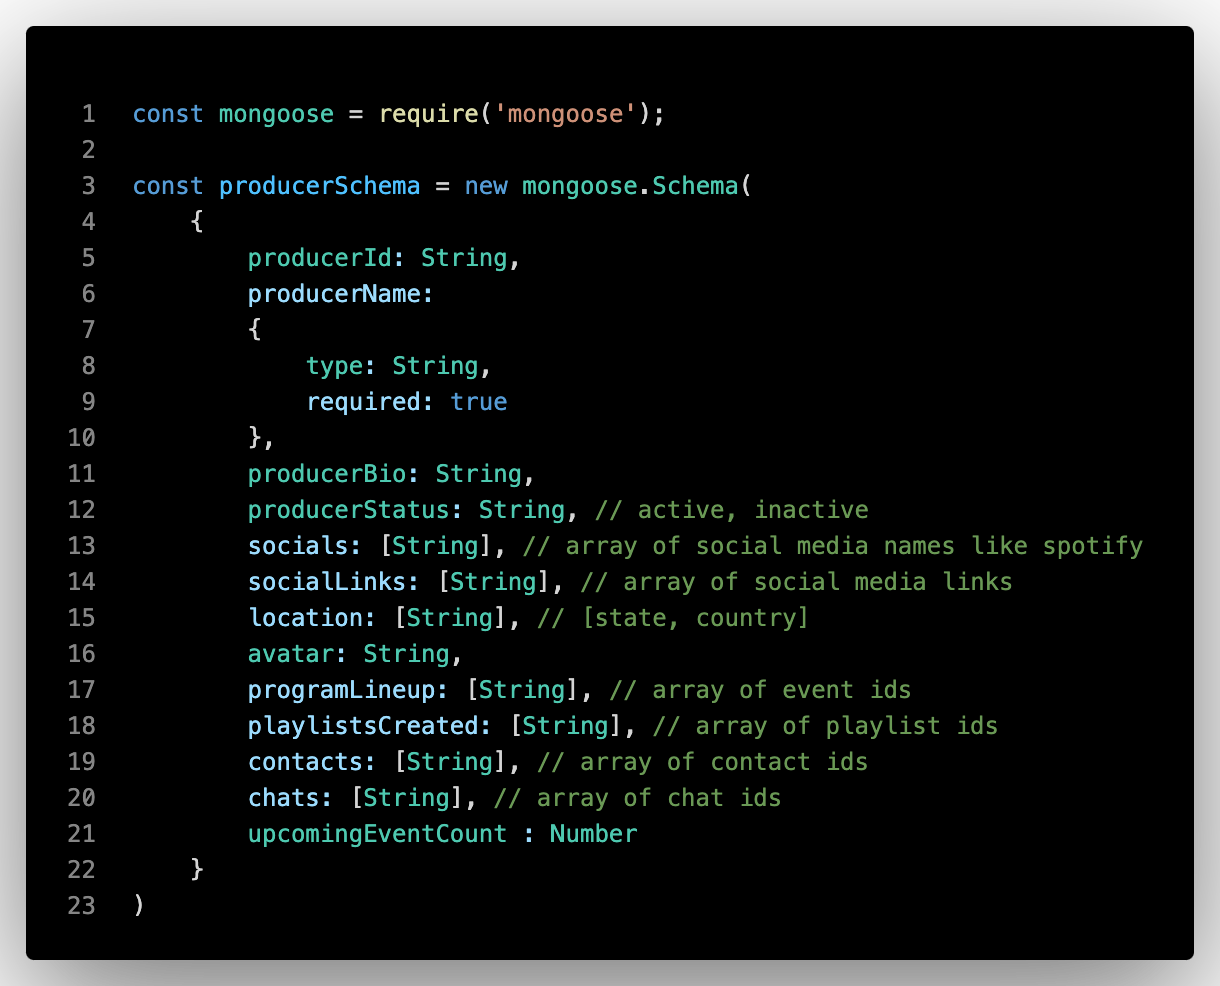 1 const mongoose = require('mongoose');
2
3 const producerSchema = new mongoose.Schema(
4     {
5         producerId: String,
6         producerName:
7         {
8             type: String,
9             required: true
10         },
11         producerBio: String,
12         producerStatus: String, // active, inactive
13         socials: [String], // array of social media names like spotify
14         socialLinks: [String], // array of social media links
15         location: [String], // [state, country]
16         avatar: String,
17         programLineup: [String], // array of event ids
18         playlistsCreated: [String], // array of playlist ids
19         contacts: [String], // array of contact ids
20         chats: [String], // array of chat ids
21         upcomingEventCount : Number
22     }
23 )